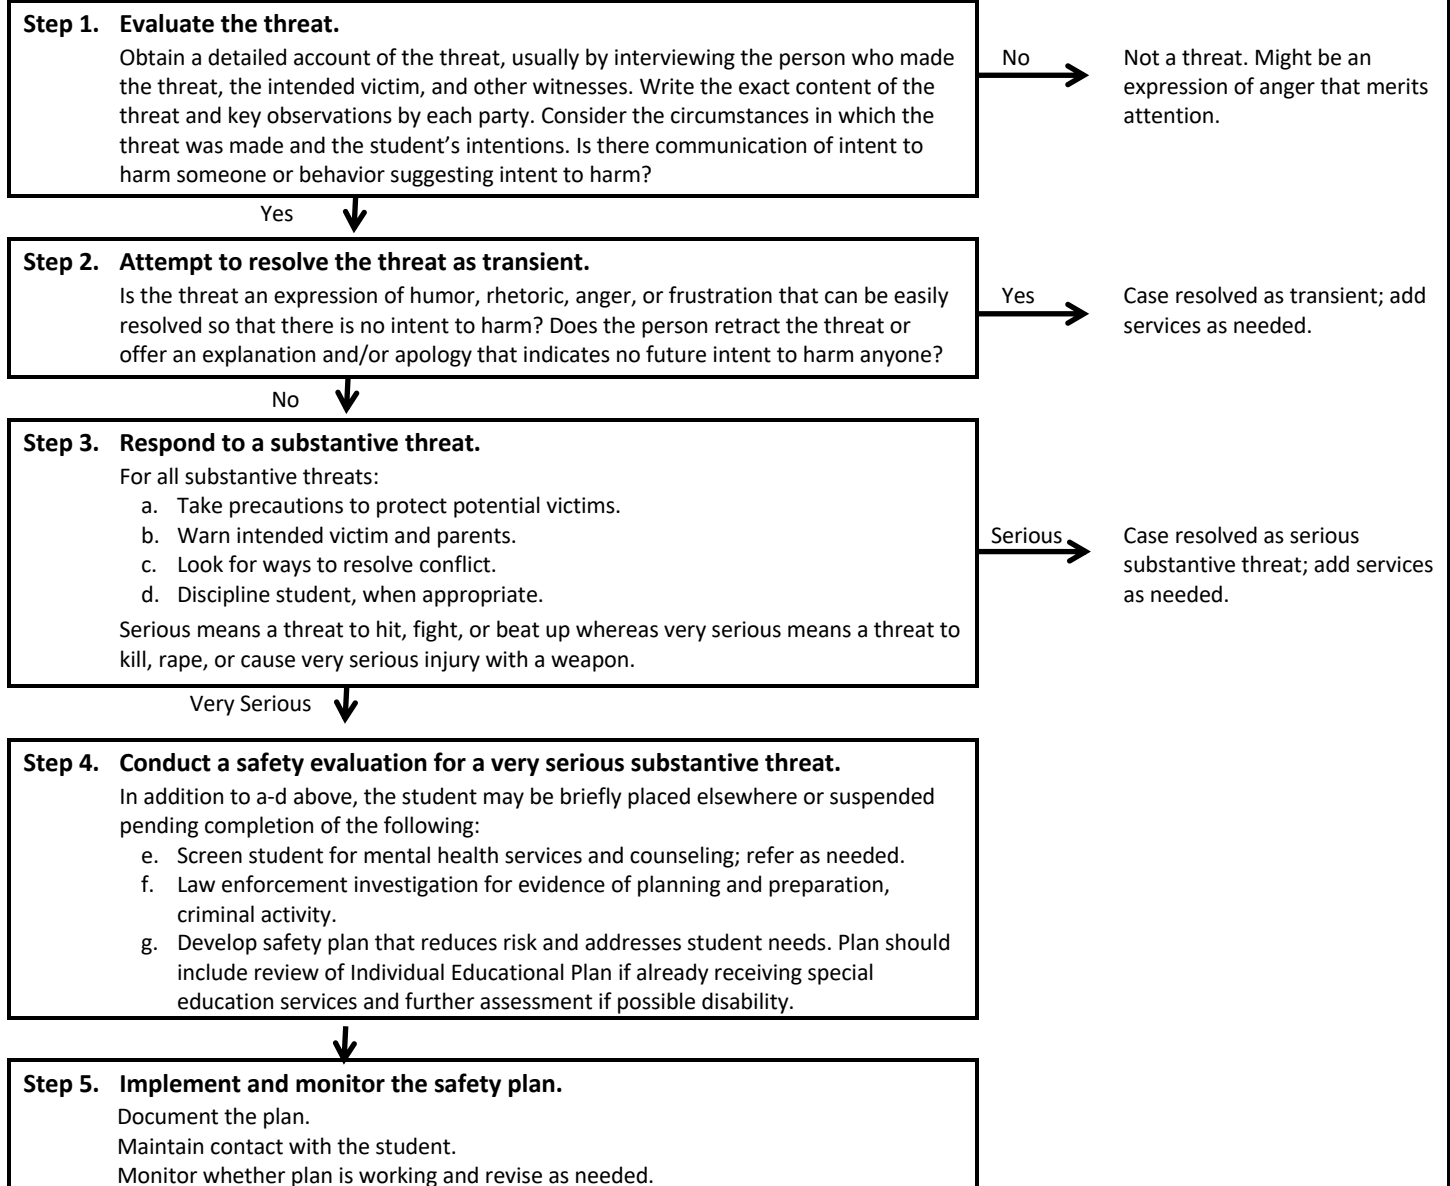 Step 1. Evaluate the threat.
Obtain a detailed account of the threat, usually by interviewing the person who made
the threat, the intended victim, and other witnesses. Write the exact content of the
threat and key observations by each party. Consider the circumstances in which the
threat was made and the student’s intentions. Is there communication of intent to
harm someone or behavior suggesting intent to harm?
No
Not a threat. Might be an
expression of anger that merits
attention.
Yes
Step 2. Attempt to resolve the threat as transient.
Is the threat an expression of humor, rhetoric, anger, or frustration that can be easily
resolved so that there is no intent to harm? Does the person retract the threat or
offer an explanation and/or apology that indicates no future intent to harm anyone?
Yes
Case resolved as transient; add
services as needed.
No
Step 3. Respond to a substantive threat.
For all substantive threats:
a. Take precautions to protect potential victims.
b. Warn intended victim and parents.
c. Look for ways to resolve conflict.
d. Discipline student, when appropriate.
Serious means a threat to hit, fight, or beat up whereas very serious means a threat to
kill, rape, or cause very serious injury with a weapon.
Serious
Case resolved as serious
substantive threat; add services
as needed.
Very Serious
Step 4. Conduct a safety evaluation for a very serious substantive threat.
In addition to a-d above, the student may be briefly placed elsewhere or suspended
pending completion of the following:
e. Screen student for mental health services and counseling; refer as needed.
f. Law enforcement investigation for evidence of planning and preparation,
criminal activity.
g. Develop safety plan that reduces risk and addresses student needs. Plan should
include review of Individual Educational Plan if already receiving special
education services and further assessment if possible disability.
Step 5. Implement and monitor the safety plan.
Document the plan.
Maintain contact with the student.
Monitor whether plan is working and revise as needed.